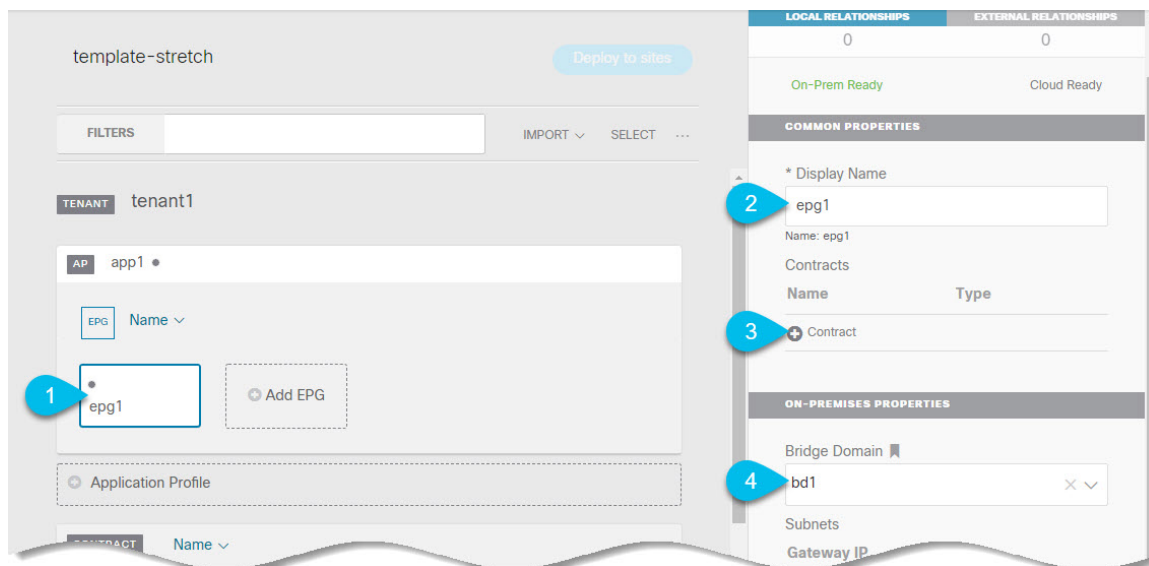 LOCAL RELATIONSHIPS EXTERNAL RELATIONSHIPS
0 0
template-stretch Deploy to sites
On-Prem Ready Cloud Ready
FILTERS IMPORT SELECT ...
COMMON PROPERTIES
* Display Name
TENANT tenant1
2 epg1
Name: epg1
AP app1
Contracts
Name Type
EPG Name
3 Contract
1 epg1
Add EPG
ON-PREMISES PROPERTIES
Bridge Domain
Application Profile
4 bd1
Subnets
CONTRACT Name
Gateway IP